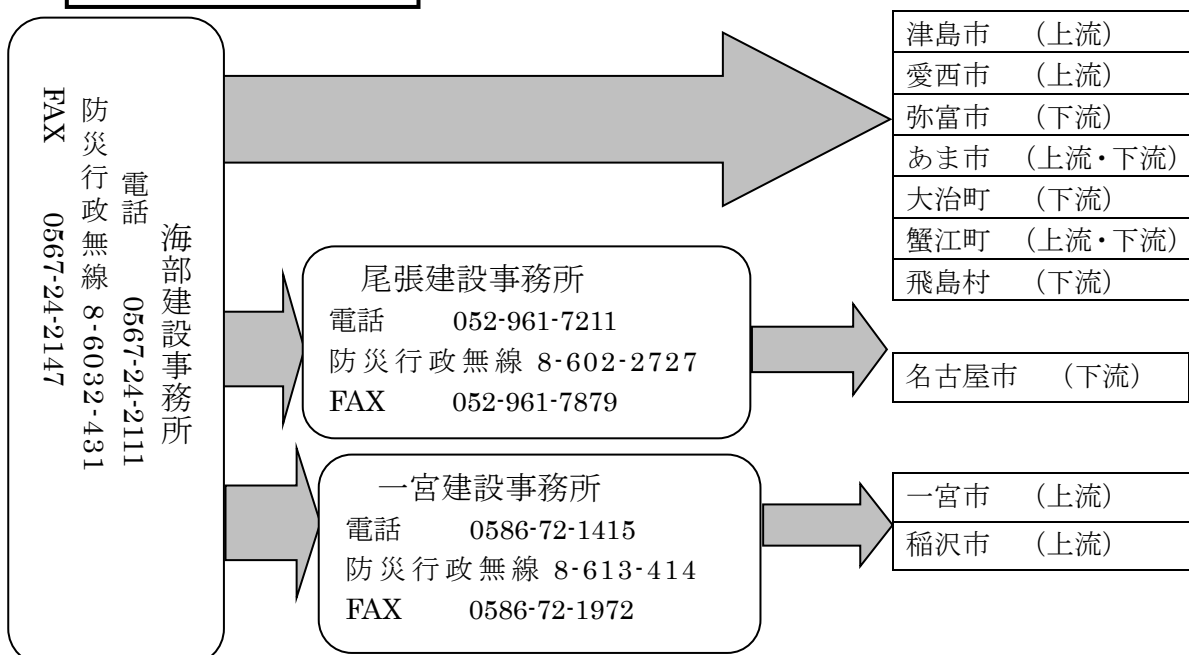 海部建設事務所
電話 0567-24-2111
防災行政無線 8-6032-431
FAX 0567-24-2147
津島市 （上流）
愛西市 （上流）
弥富市 （下流）
あま市 （上流・下流）
大治町 （下流）
蟹江町 （上流・下流）
飛島村 （下流）
尾張建設事務所
電話 052-961-7211
防災行政無線 8-602-2727
FAX 052-961-7879
名古屋市 （下流）
一宮建設事務所
電話 0586-72-1415
防災行政無線 8-613-414
FAX 0586-72-1972
一宮市 （上流）
稲沢市 （上流）